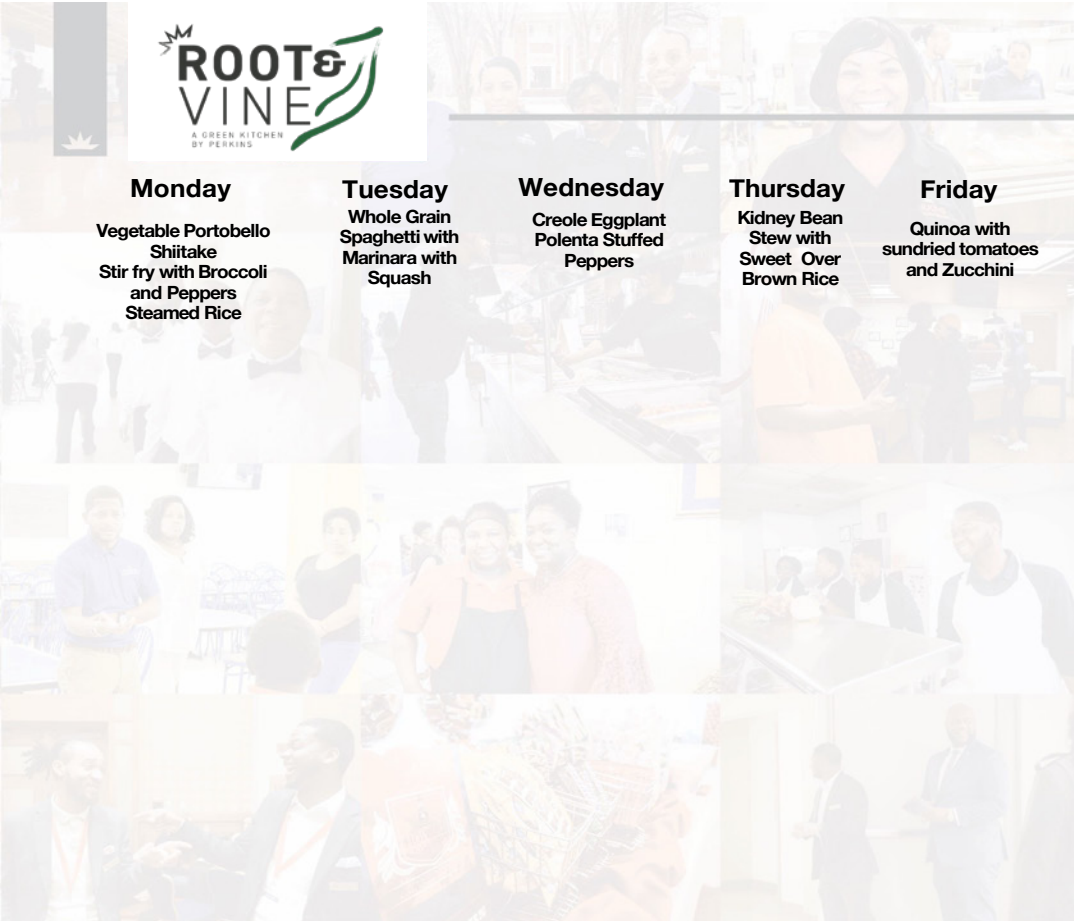 ROOT&
VINE
A GREEN KITCHEN
BY PERKINS
Monday
Vegetable Portobello
Shiitake
Stir fry with Broccoli
and Peppers
Steamed Rice
Tuesday
Whole Grain
Spaghetti with
Marinara with
Squash
Wednesday
Creole Eggplant
Polenta Stuffed
Peppers
Thursday
Kidney Bean
Stew with
Sweet Over
Brown Rice
Friday
Quinoa with
sundried tomatoes
and Zucchini